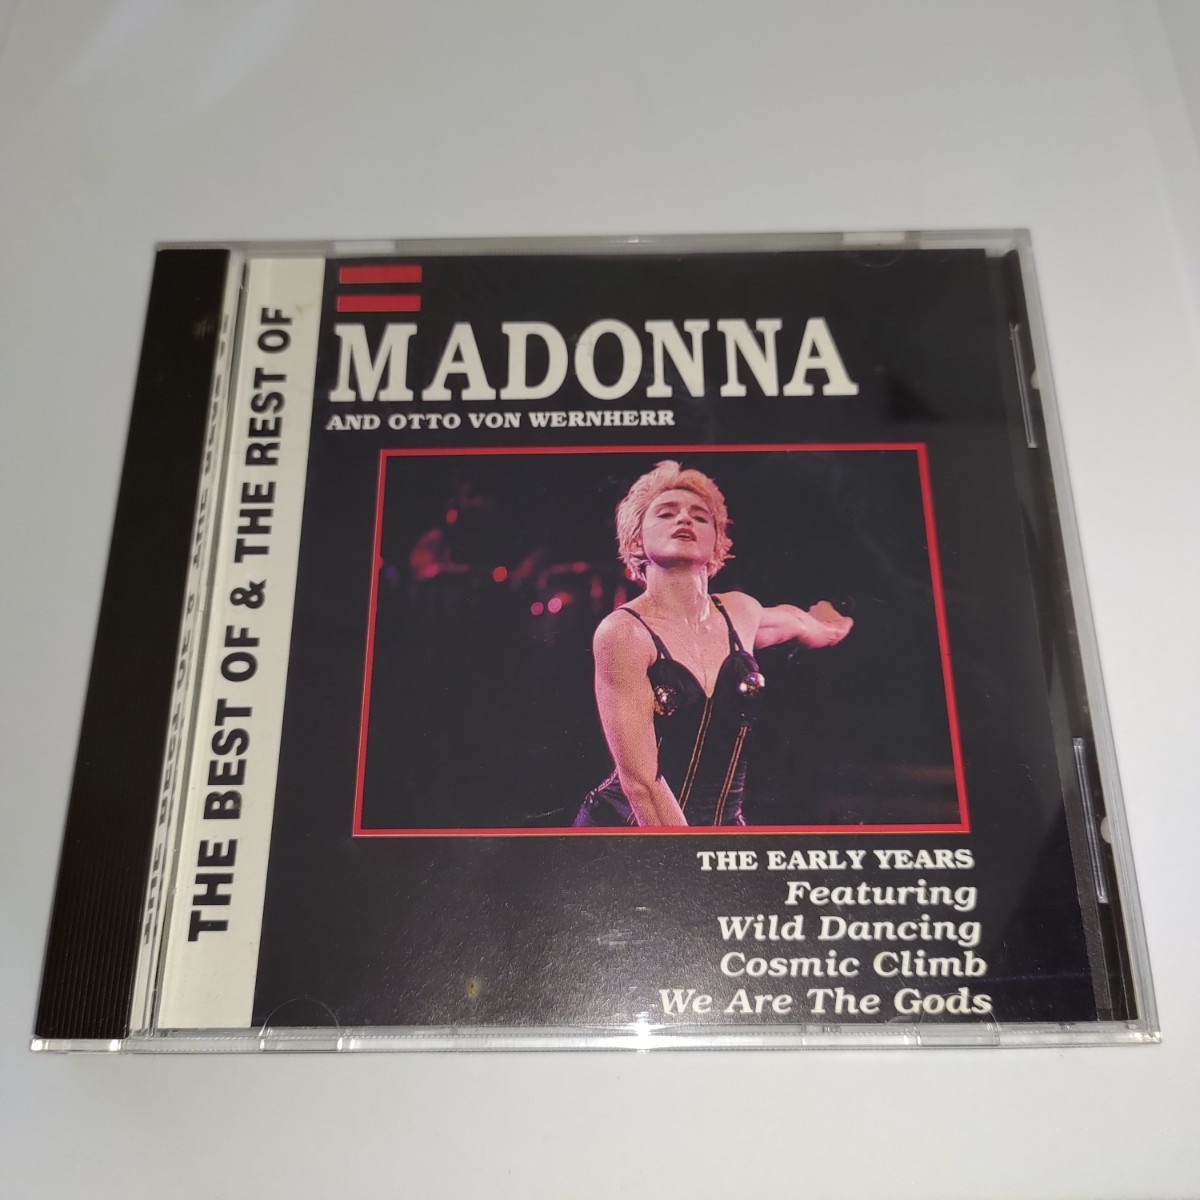 THE BEST OF & THE REST OF
MADONNA
AND OTTO VON WERNHERR
THE EARLY YEARS
Featuring
Wild Dancing
Cosmic Climb
We Are The Gods